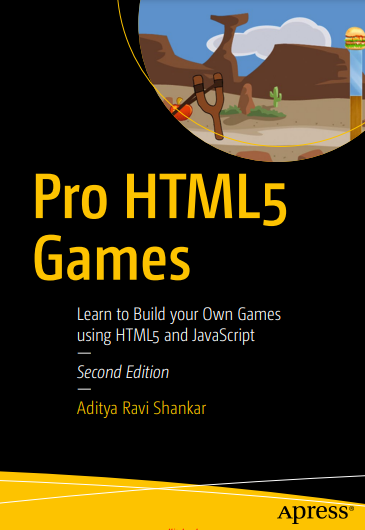 Pro HTML5
Games
Learn to Build your Own Games
using HTML5 and JavaScript
—
Second Edition
—
Aditya Ravi Shankar
APRESS®